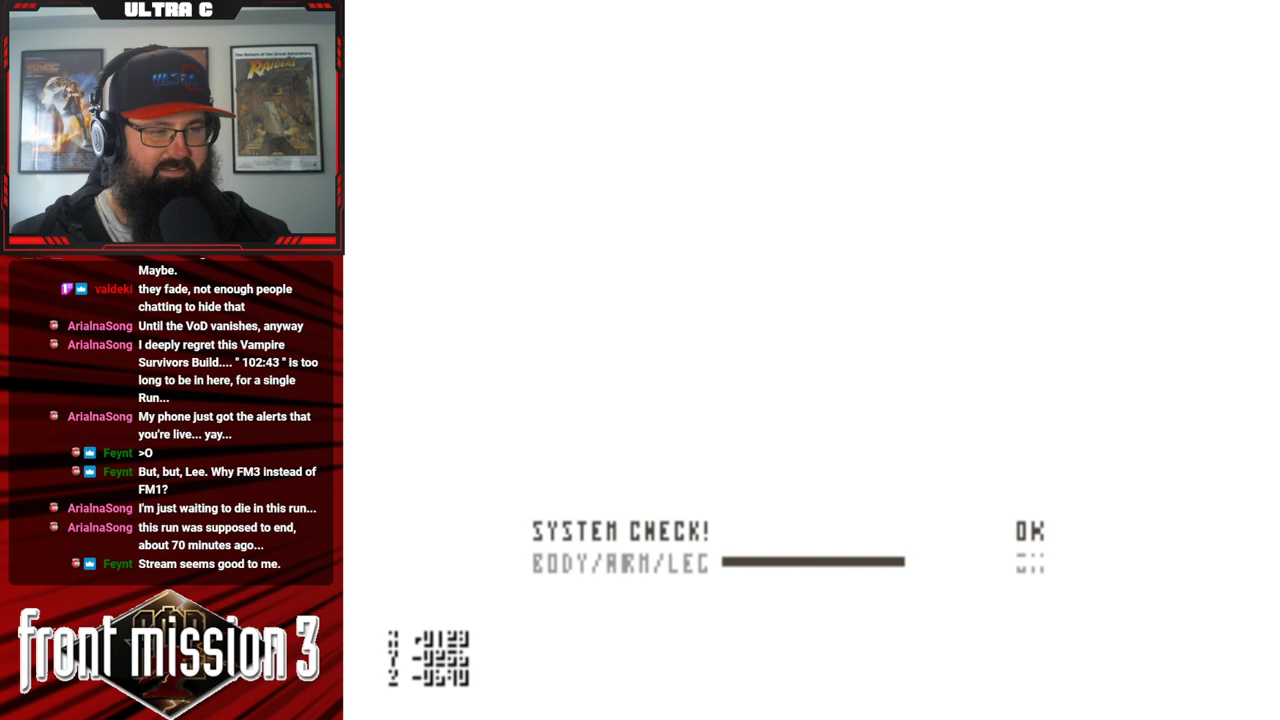 ULTRA C
RAIDERS
Maybe.
valdeki they fade, not enough people
chatting to hide that
ArialnaSong Until the VoD vanishes, anyway
ArialnaSong I deeply regret this Vampire
Survivors Build.... " 102:43 " is too
long to be in here, for a single
Run...
ArialnaSong My phone just got the alerts that
you're live... yay...
Feynt >O
Feynt But, but, Lee. Why FM3 instead of
FM1?
ArialnaSong I'm just waiting to die in this run...
ArialnaSong this run was supposed to end,
about 70 minutes ago...
Feynt Stream seems good to me.
front mission 3
SYSTEM CHECK! OK
BODY/ARM/LEG